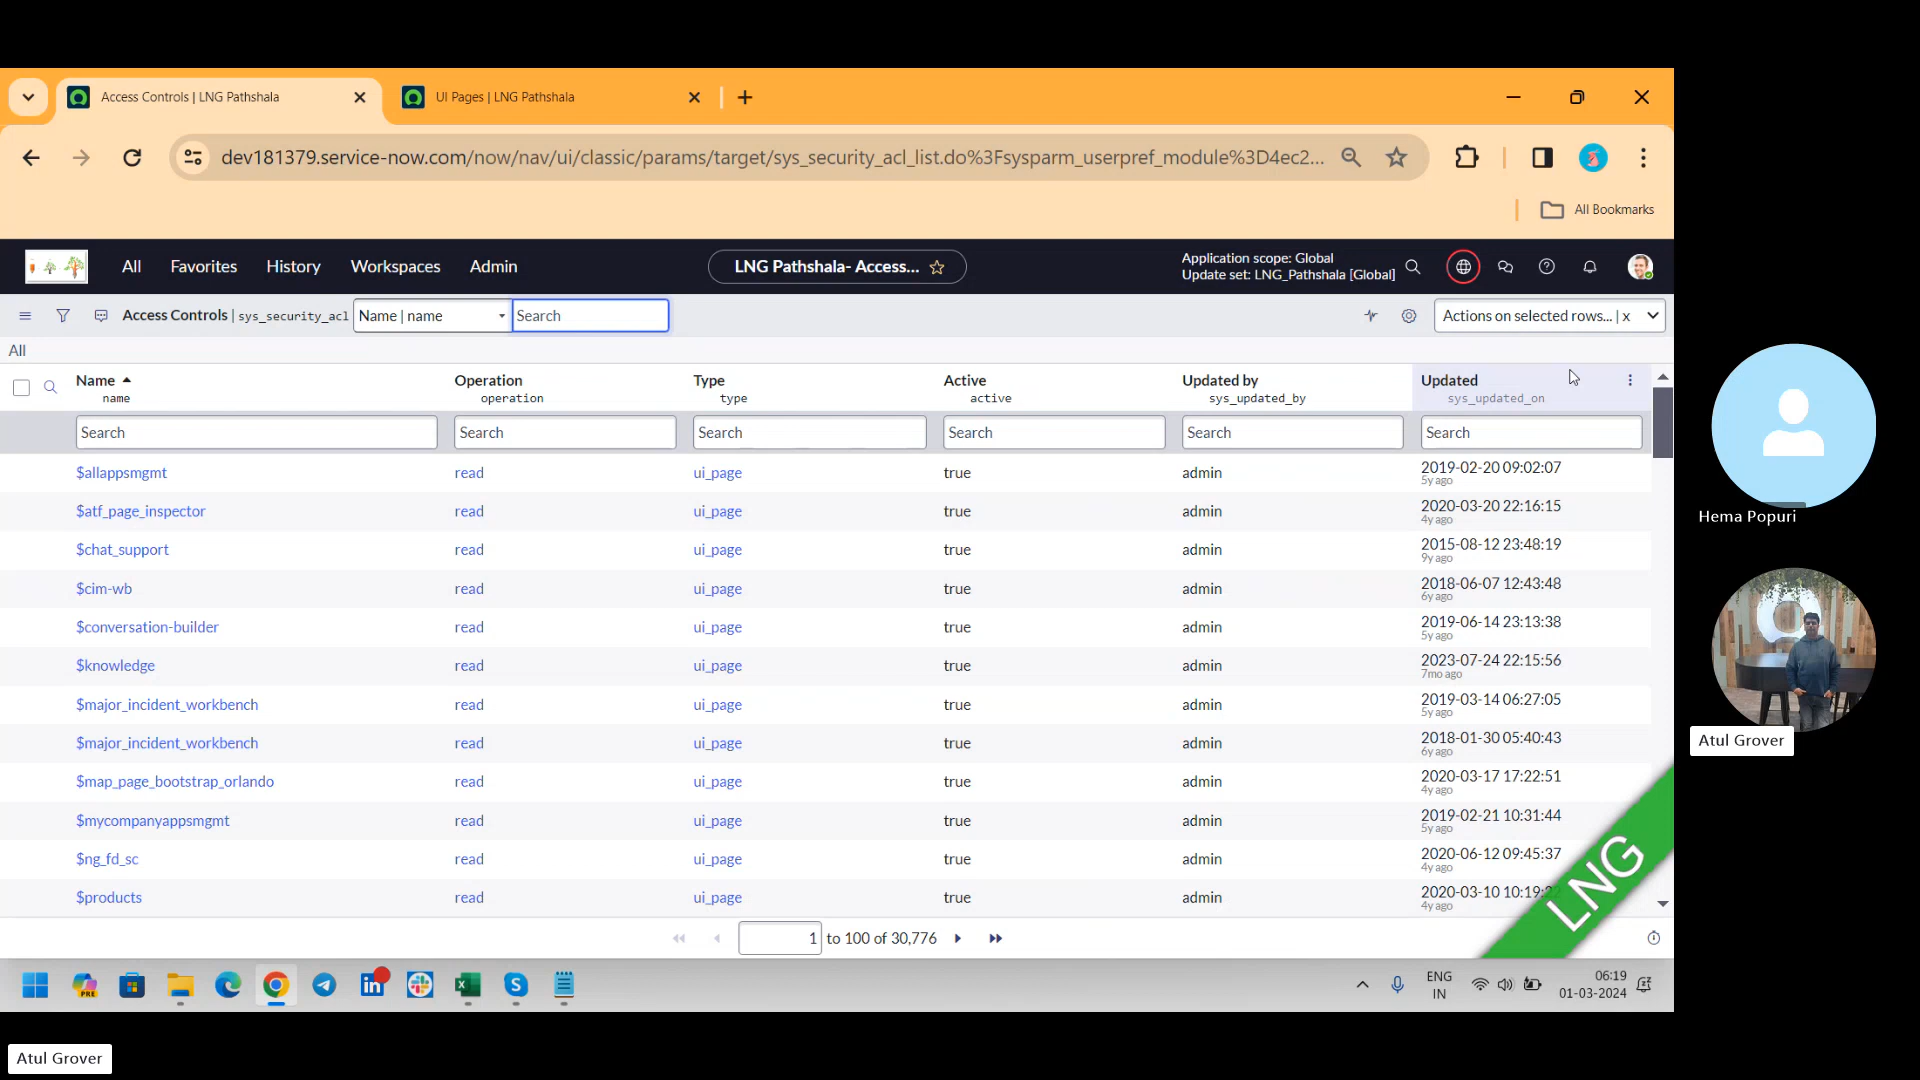 Access Controls | LNG Pathshala
UI Pages | LNG Pathshala
dev181379.service-now.com/now/nav/ui/classic/params/target/sys_security_acl_list.do%3Fsysparm_userpref_module%3D4ec2...
All Bookmarks
All
Favorites
History
Workspaces
Admin
LNG Pathshala- Access...
Application scope: Global
Update set: LNG_Pathshala [Global]
Access Controls | sys_security_acl
Name | name
Search
Actions on selected rows... | x
All
Name Operation Type Active Updated by Updated
name operation type active sys_updated_by sys_updated_on
Search Search Search Search Search Search
$allappsmgmt read ui_page true admin 2019-02-20 09:02:07
5y ago
$atf_page_inspector read ui_page true admin 2020-03-20 22:16:15
4y ago
$chat_support read ui_page true admin 2015-08-12 23:48:19
9y ago
$cim-wb read ui_page true admin 2018-06-07 12:43:48
6y ago
$conversation-builder read ui_page true admin 2019-06-14 23:13:38
5y ago
$knowledge read ui_page true admin 2023-07-24 22:15:56
7mo ago
$major_incident_workbench read ui_page true admin 2019-03-14 06:27:05
5y ago
$major_incident_workbench read ui_page true admin 2018-01-30 05:40:43
6y ago
$map_page_bootstrap_orlando read ui_page true admin 2020-03-17 17:22:51
4y ago
$mycompanyappsmgmt read ui_page true admin 2019-02-21 10:31:44
5y ago
$ng_fd_sc read ui_page true admin 2020-06-12 09:45:37
4y ago
$products read ui_page true admin 2020-03-10
4y ago
1 to 100 of 30,776
LNG
PRE
ENG
IN
06:19
01-03-2024
Hema Popuri
Atul Grover
Atul Grover